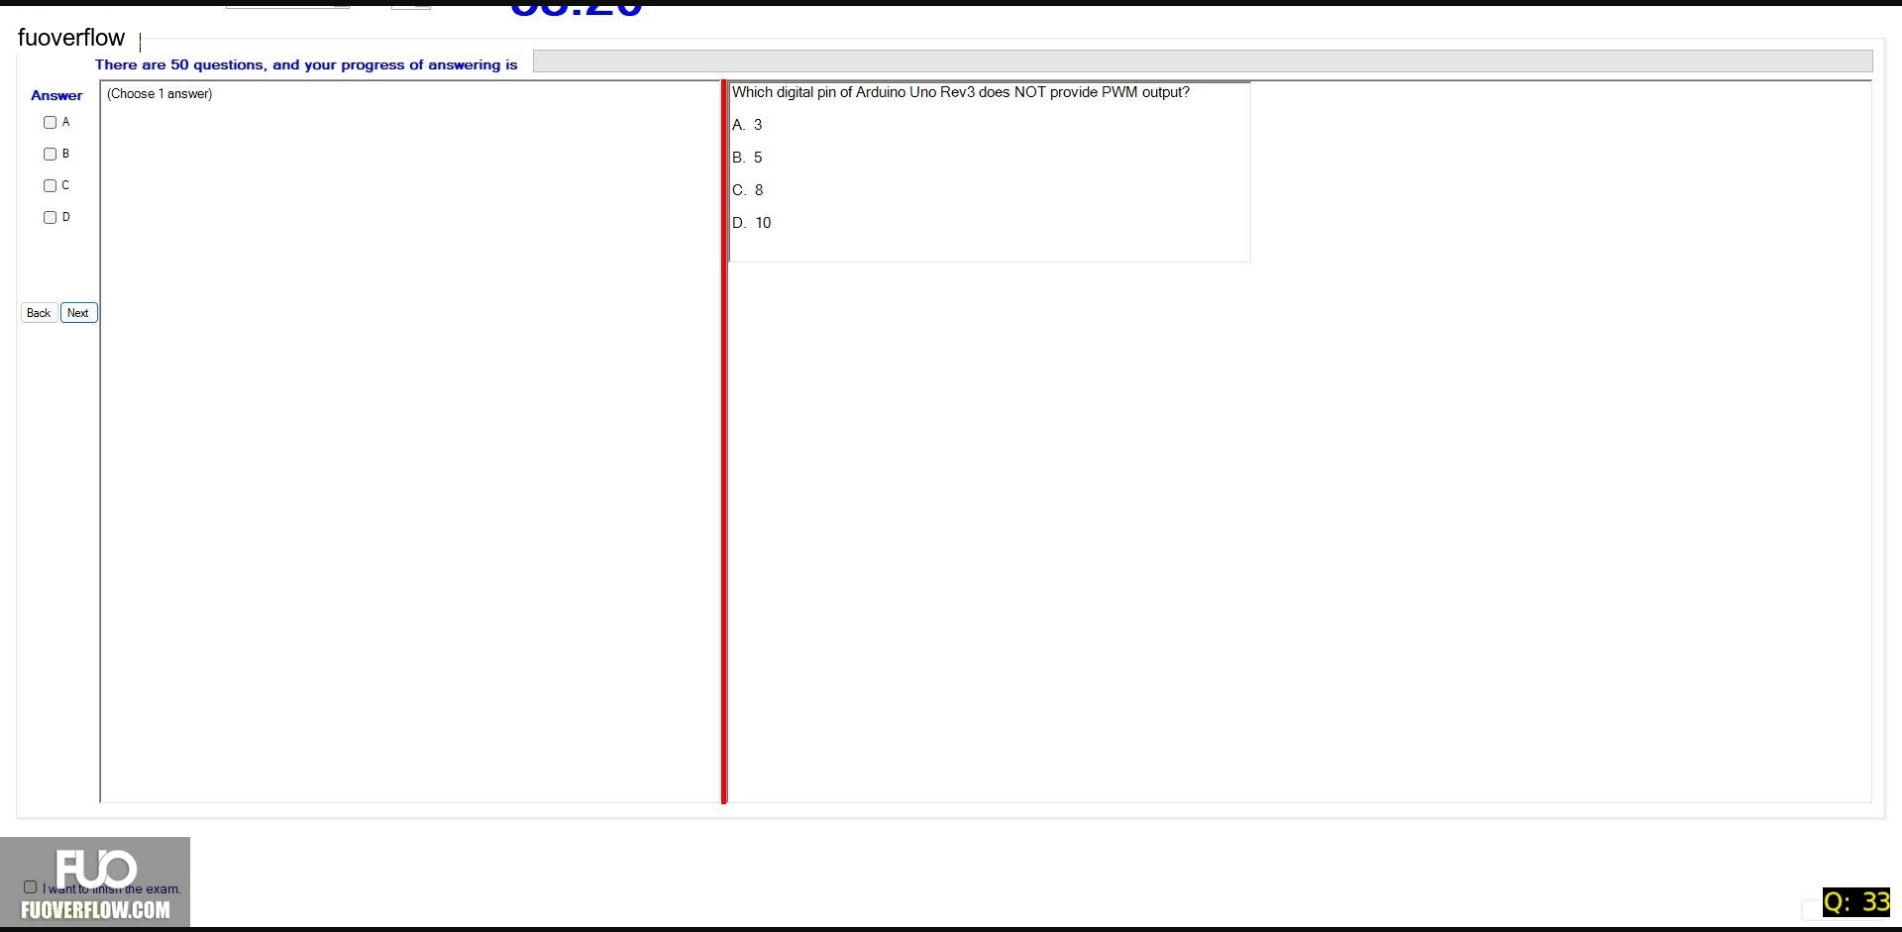 fuoverflow
There are 50 questions, and your progress of answering is
Answer
(Choose 1 answer)
A
B
C
D
Back Next
Which digital pin of Arduino Uno Rev3 does NOT provide PWM output?
A. 3
B. 5
C. 8
D. 10
FUO
I want to finish the exam.
FUOVERFLOW.COM
Q: 33